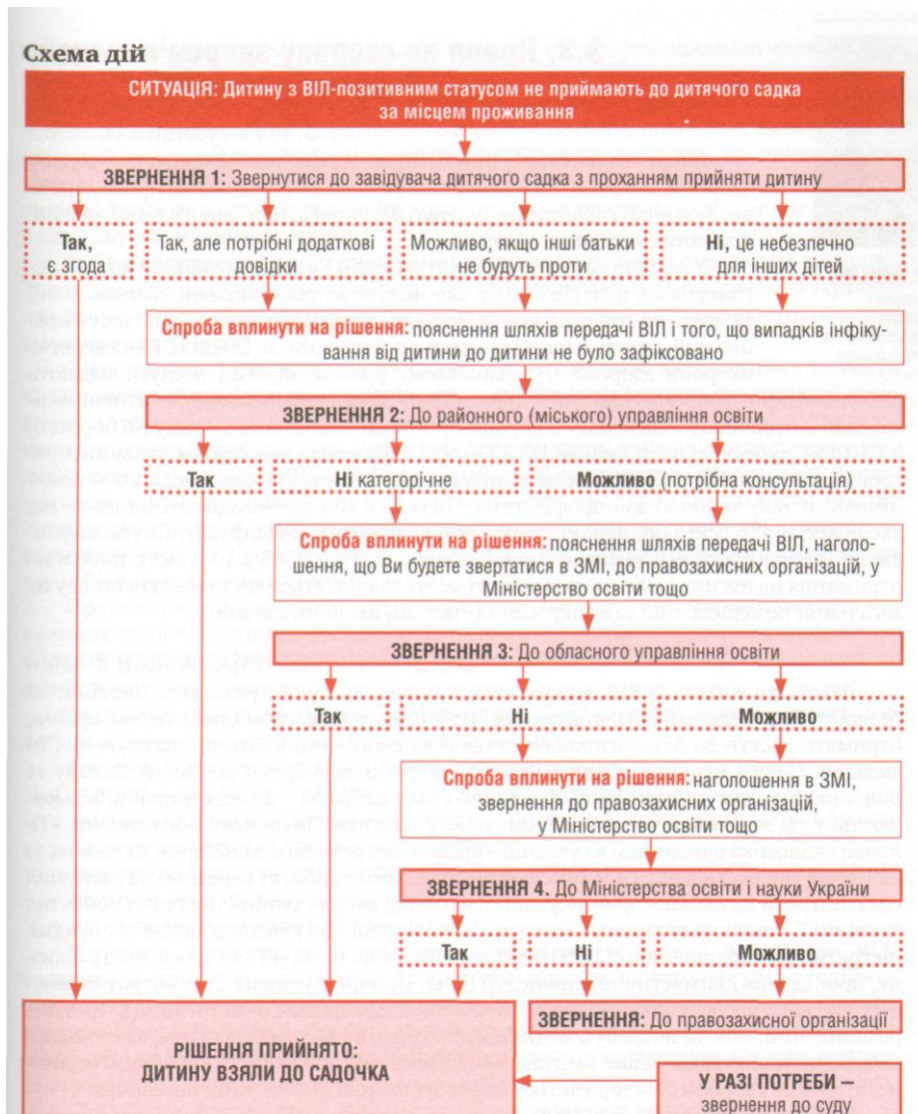 Схема дій
СИТУАЦІЯ: Дитину з ВІЛ-позитивним статусом не приймають до дитячого садка
за місцем проживання
ЗВЕРНЕННЯ 1: Звернутися до завідувача дитячого садка з проханням прийняти дитину
Так,
є згода
Так, але потрібні додаткові
довідки
Можливо, якщо інші батьки
не будуть проти
Ні, це небезпечно
для інших дітей
Спроба вплинути на рішення: пояснення шляхів передачі ВІЛ і того, що випадків інфіку-
вання від дитини до дитини не було зафіксовано
ЗВЕРНЕННЯ 2: До районного (міського) управління освіти
Так
Ні категорічне
Можливо (потрібна консультація)
Спроба вплинути на рішення: пояснення шляхів передачі ВІЛ, наголо-
шення, що Ви будете звертатися в ЗМІ, до правозахисних організацій, у
Міністерство освіти тощо
ЗВЕРНЕННЯ 3: До обласного управління освіти
Так
Ні
Можливо
Спроба вплинути на рішення: публікація в ЗМІ,
звернення до правозахисних організацій,
у Міністерство освіти тощо
ЗВЕРНЕННЯ 4. До Міністерства освіти і науки України
Так
Ні
Можливо
ЗВЕРНЕННЯ: До правозахисної організації
РІШЕННЯ ПРИЙНЯТО:
ДИТИНУ ВЗЯЛИ ДО САДОЧКА
У РАЗІ ПОТРЕБИ —
звернення до суду